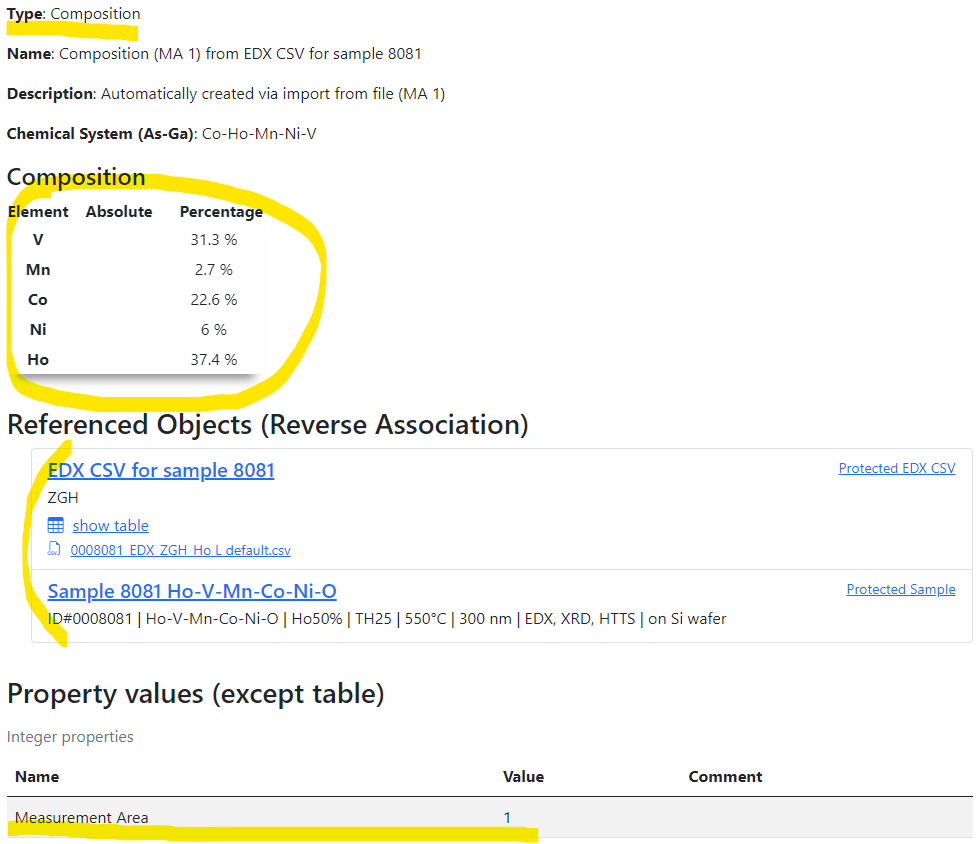 Type: Composition
Name: Composition (MA 1) from EDX CSV for sample 8081
Description: Automatically created via import from file (MA 1)
Chemical System (As-Ga): Co-Ho-Mn-Ni-V
Composition
Element Absolute Percentage
V 31.3 %
Mn 2.7 %
Co 22.6 %
Ni 6 %
Ho 37.4 %
Referenced Objects (Reverse Association)
EDX CSV for sample 8081 Protected EDX CSV
ZGH
show table
0008081_EDX_ZGH_Ho L default.csv
Sample 8081 Ho-V-Mn-Co-Ni-O Protected Sample
ID#0008081 | Ho-V-Mn-Co-Ni-O | Ho50% | TH25 | 550°C | 300 nm | EDX, XRD, HTTS | on Si wafer
Property values (except table)
Integer properties
Name Value Comment
Measurement Area 1